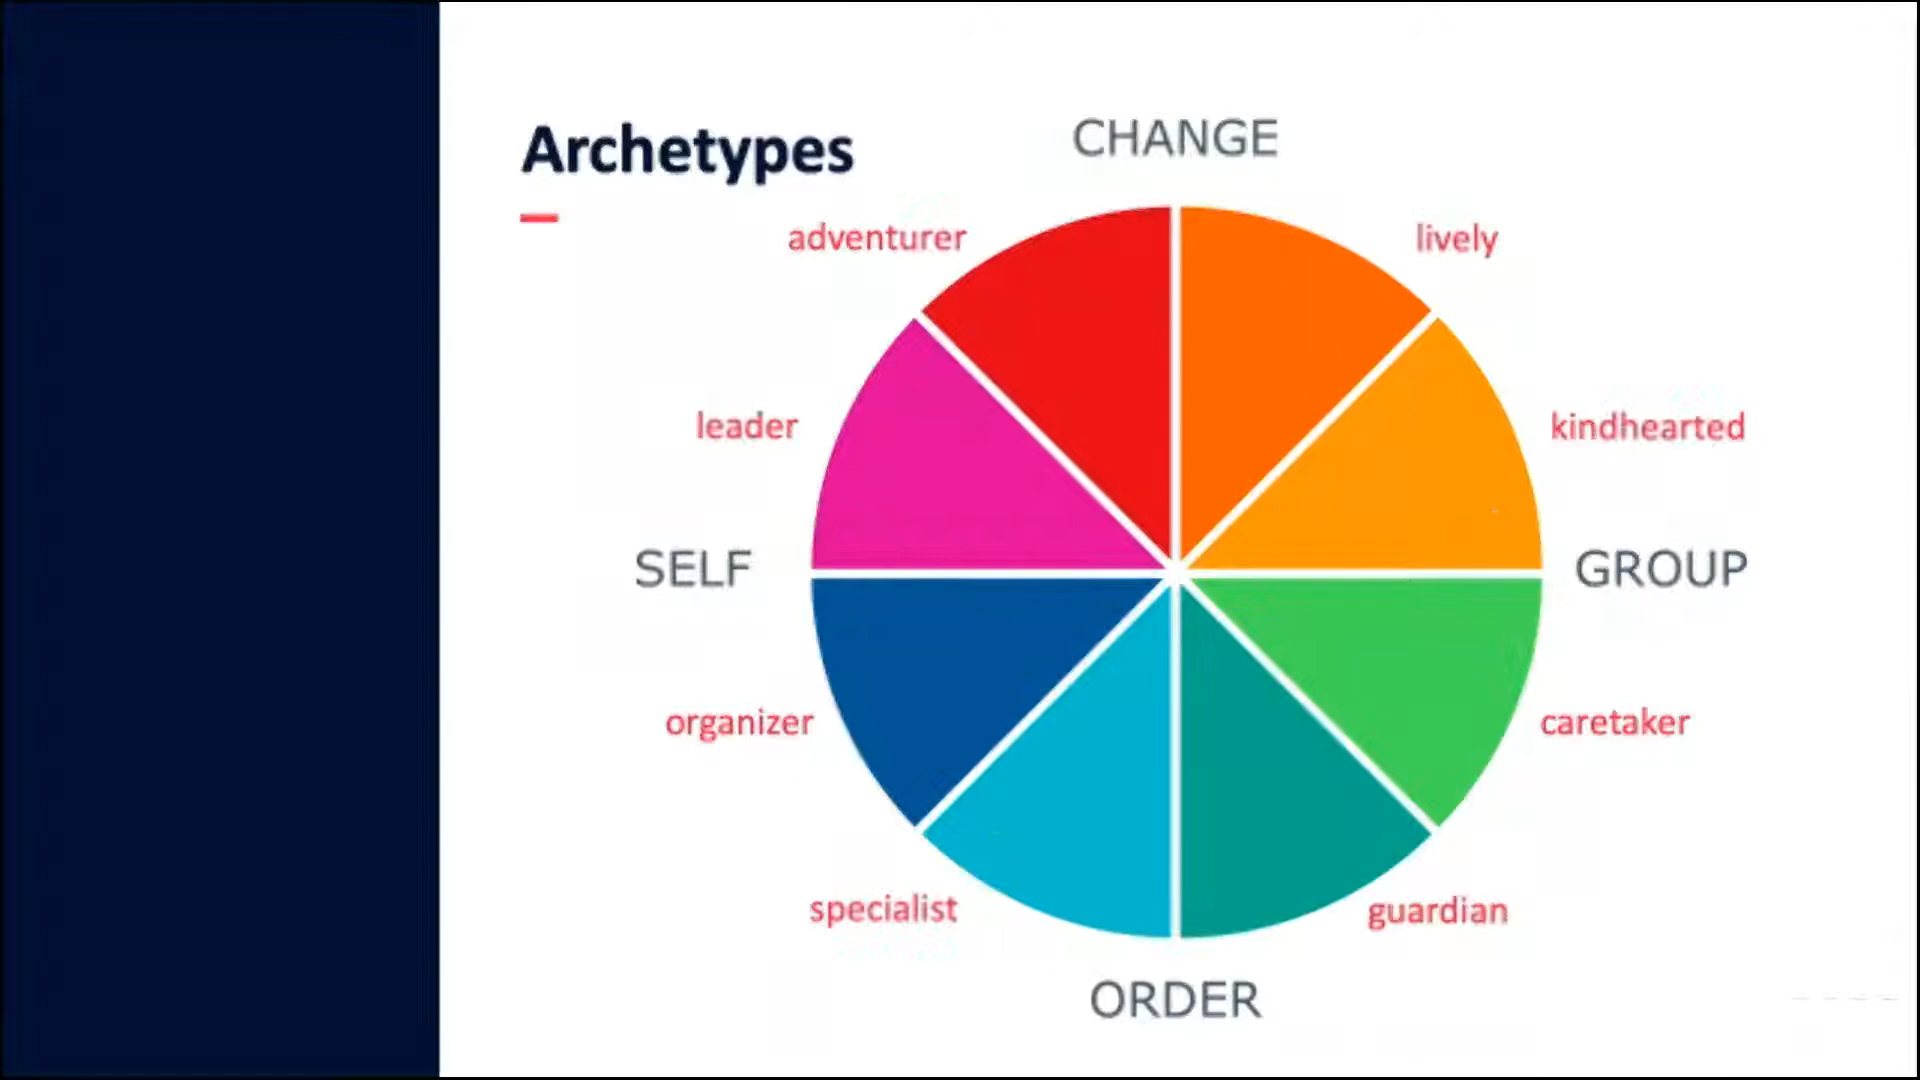 Archetypes
CHANGE
adventurer
lively
leader
kindhearted
SELF
GROUP
organizer
caretaker
specialist
guardian
ORDER